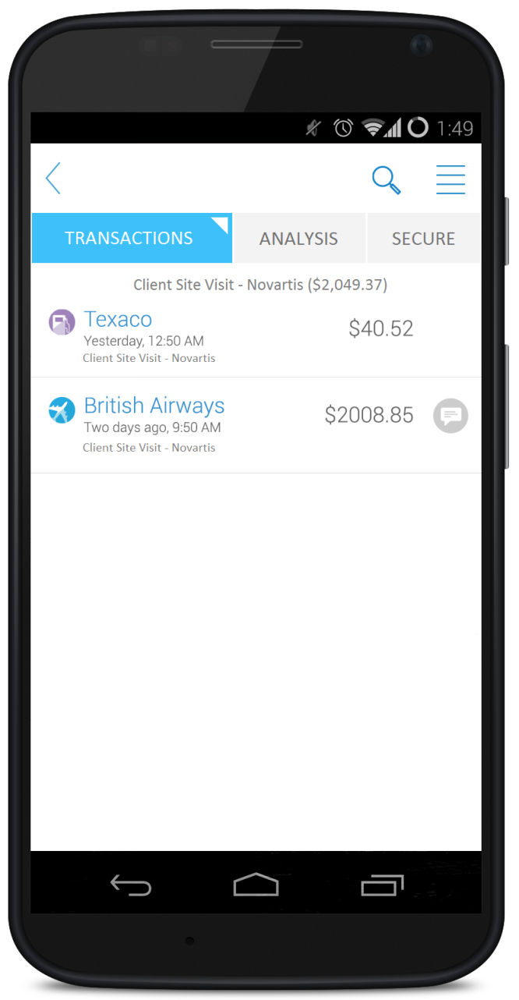 1:49
TRANSACTIONS
ANALYSIS
SECURE
Client Site Visit - Novartis ($2,049.37)
Texaco
$40.52
Yesterday, 12:50 AM
Client Site Visit - Novartis
British Airways
$2008.85
Two days ago, 9:50 AM
Client Site Visit - Novartis